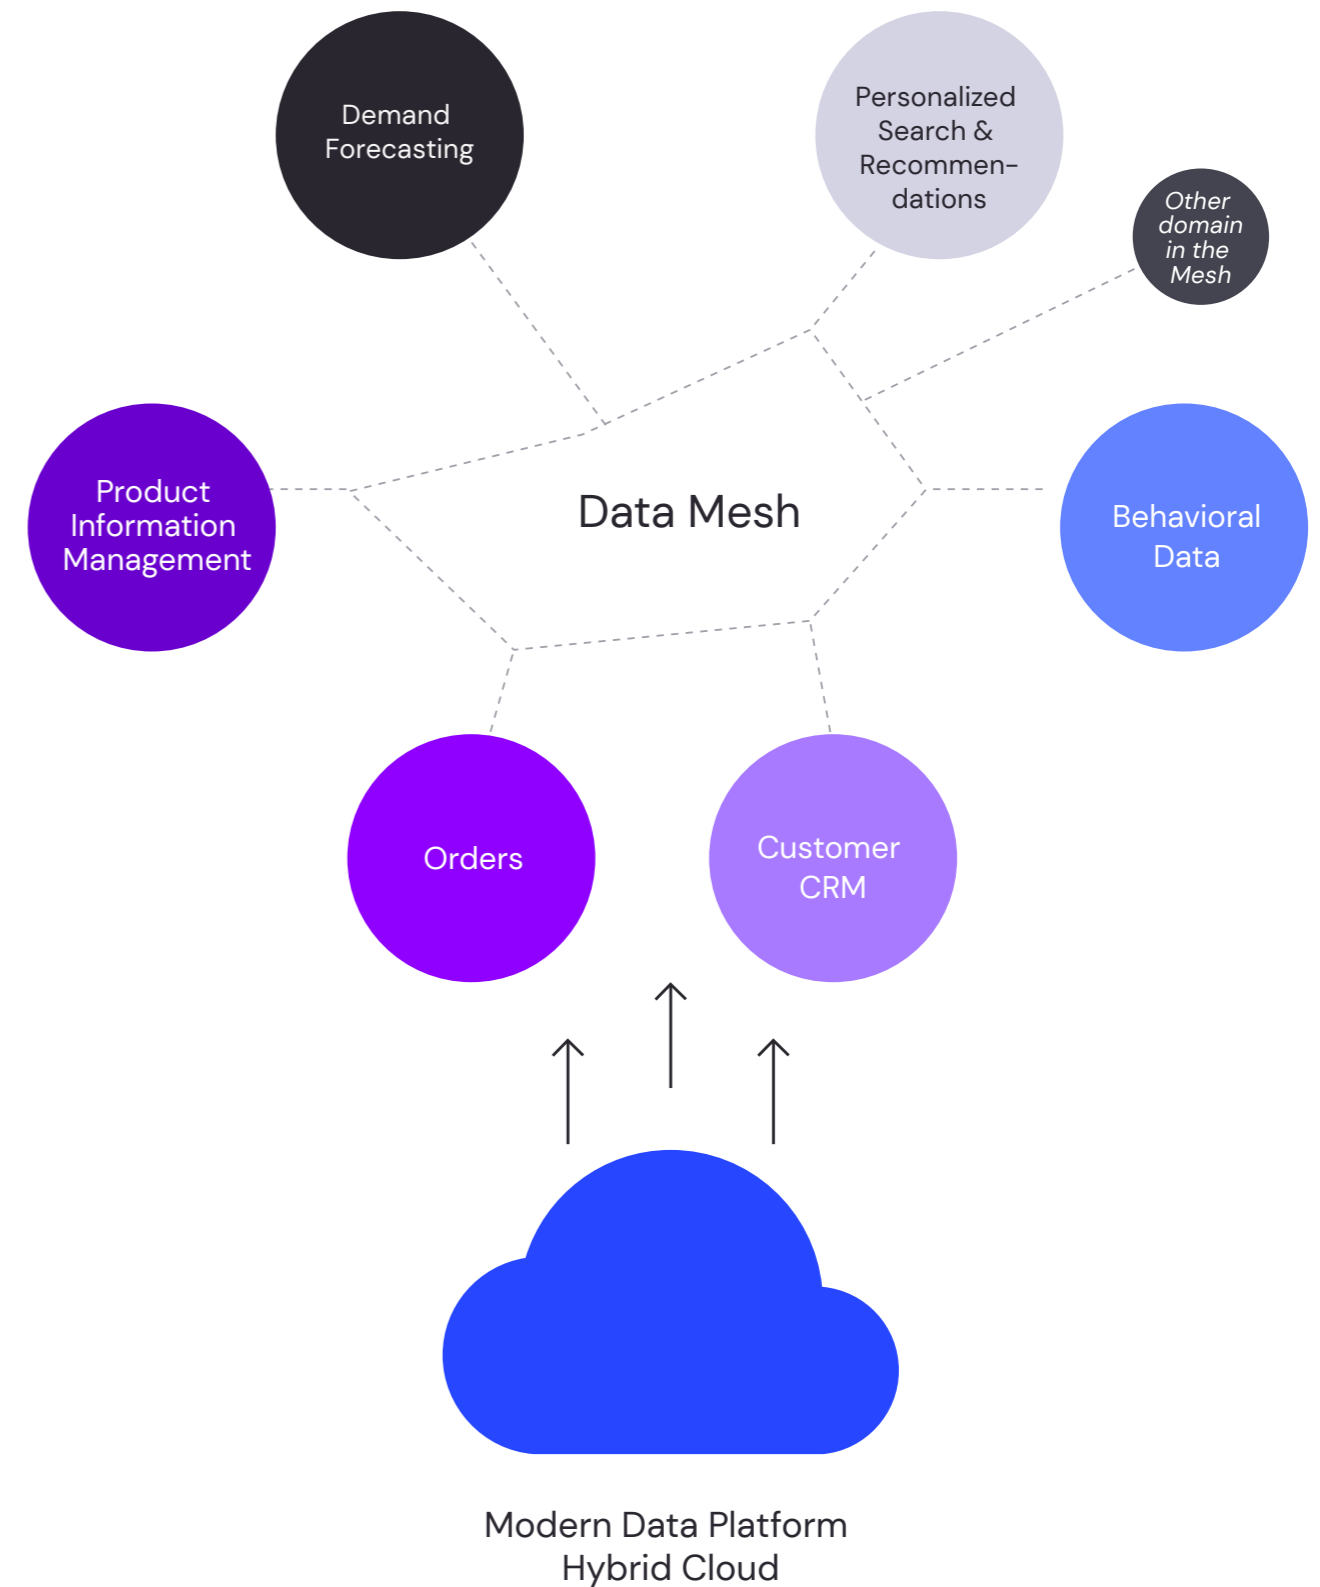 Demand
Forecasting
Personalized
Search &
Recommen-
dations
Other
domain
in the
Mesh
Product
Information
Management
Data Mesh
Behavioral
Data
Orders
Customer
CRM
Modern Data Platform
Hybrid Cloud